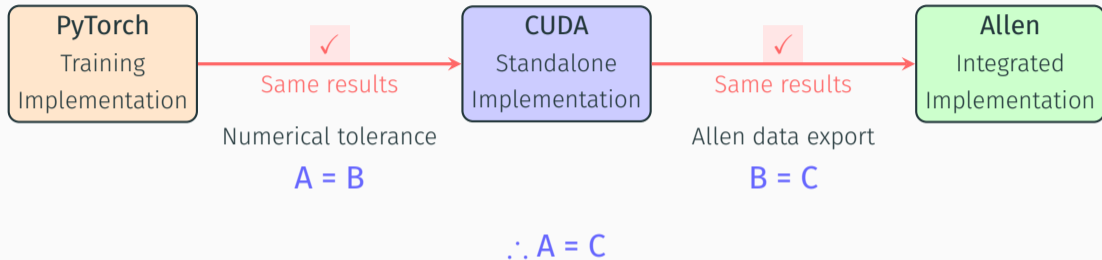 PyTorch
Training
Implementation
✓
Same results
Numerical tolerance
A = B
CUDA
Standalone
Implementation
✓
Same results
Allen data export
B = C
Allen
Integrated
Implementation
∴ A = C